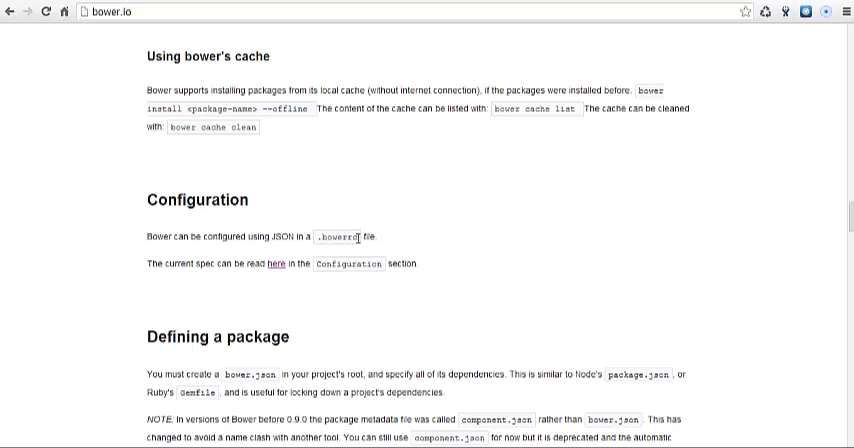 bower.io
Using bower's cache
Bower supports installing packages from its local cache (without internet connection), if the packages were installed before. bower
install <package-name> --offline The content of the cache can be listed with: bower cache list The cache can be cleaned
with: bower cache clean
Configuration
Bower can be configured using JSON in a .bowerrc file.
The current spec can be read here in the Configuration section.
Defining a package
You must create a bower.json in your project's root, and specify all of its dependencies. This is similar to Node's package.json, or
Ruby's Gemfile, and is useful for locking down a project's dependencies.
NOTE: In versions of Bower before 0.9.0 the package metadata file was called component.json rather than bower.json. This has
changed to avoid a name clash with another tool. You can still use component.json for now but it is deprecated and the automatic